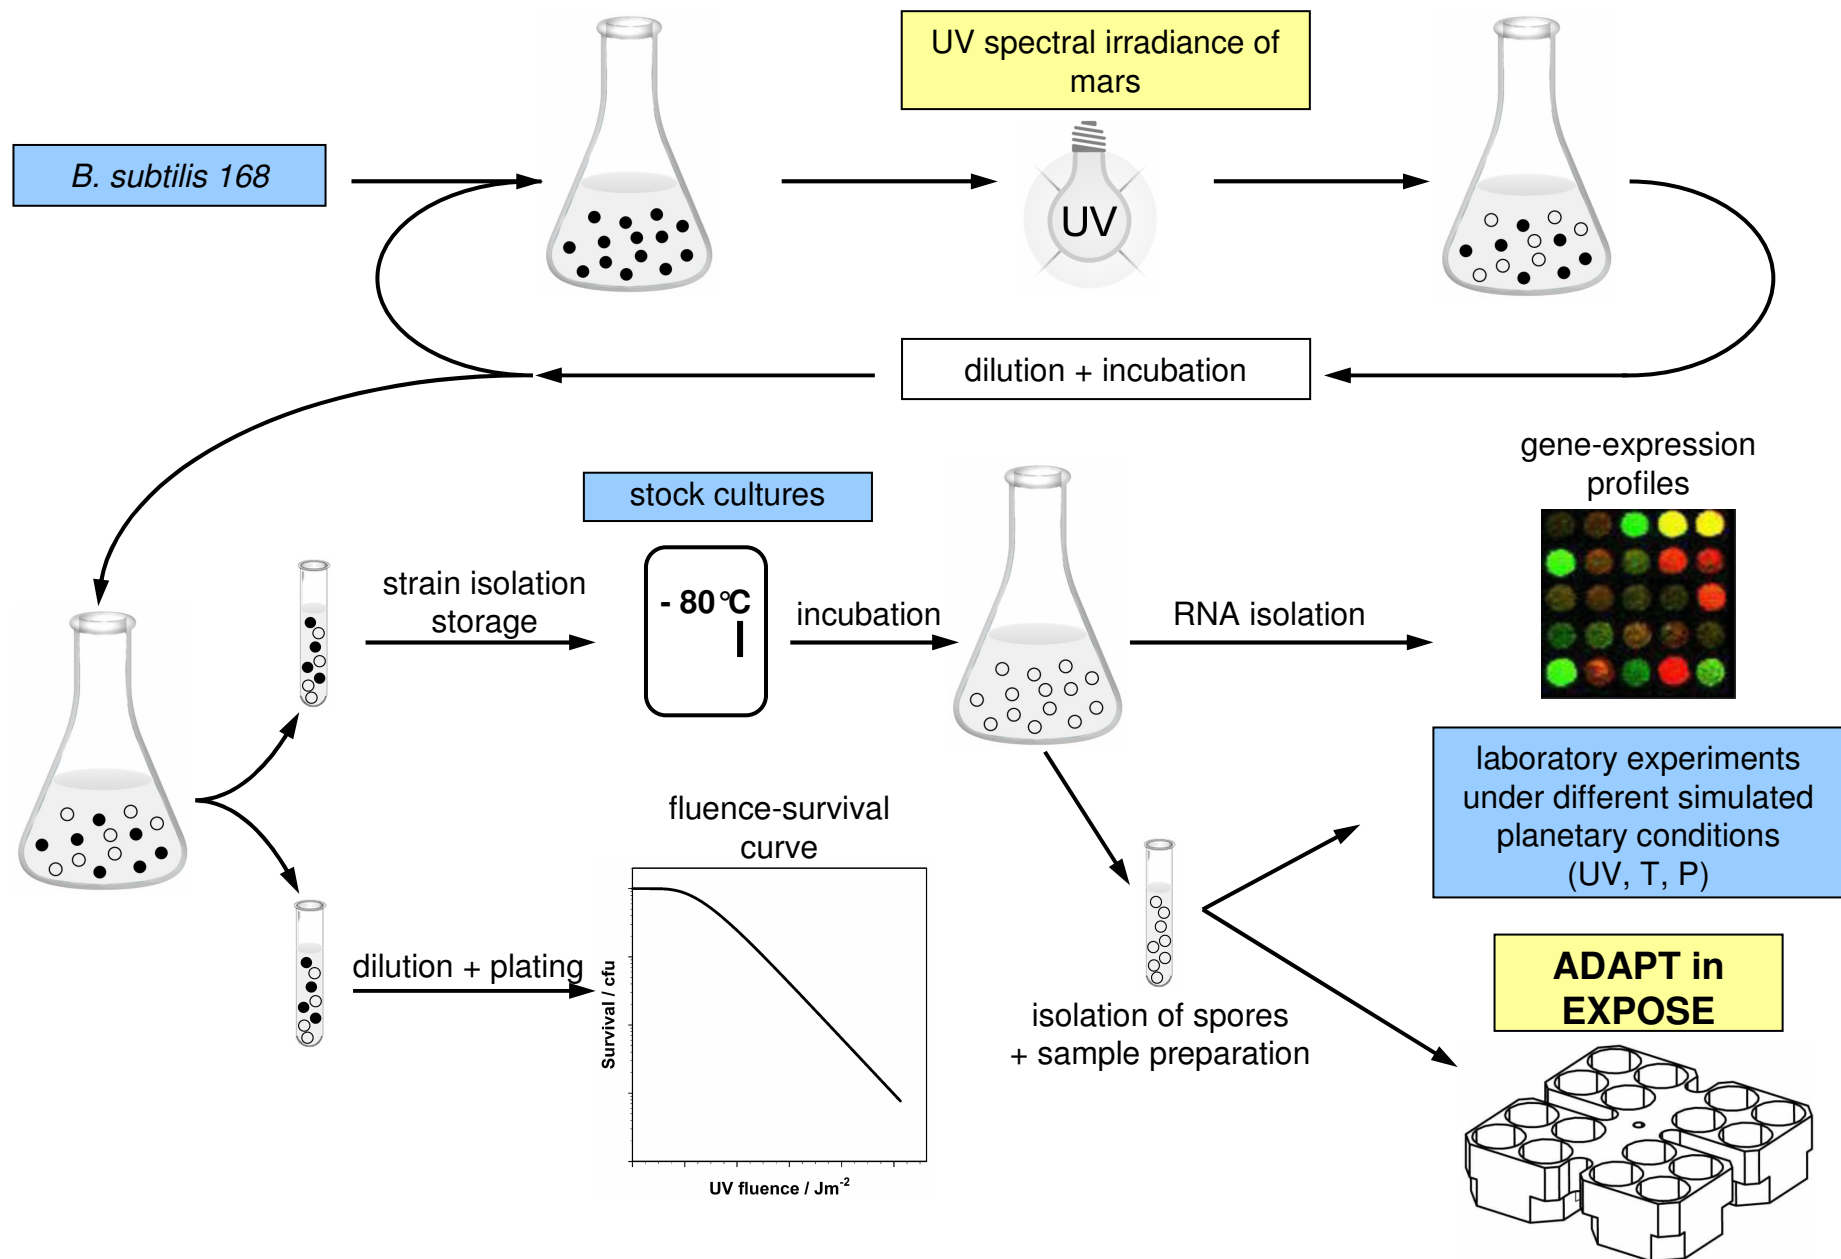 UV spectral irradiance of
mars
B. subtilis 168
UV
dilution + incubation
gene-expression
profiles
stock cultures
strain isolation
storage
- 80°C
incubation
RNA isolation
laboratory experiments
under different simulated
planetary conditions
(UV, T, P)
fluence-survival
curve
dilution + plating
Survival / cfu
UV fluence / Jm⁻²
isolation of spores
+ sample preparation
ADAPT in
EXPOSE